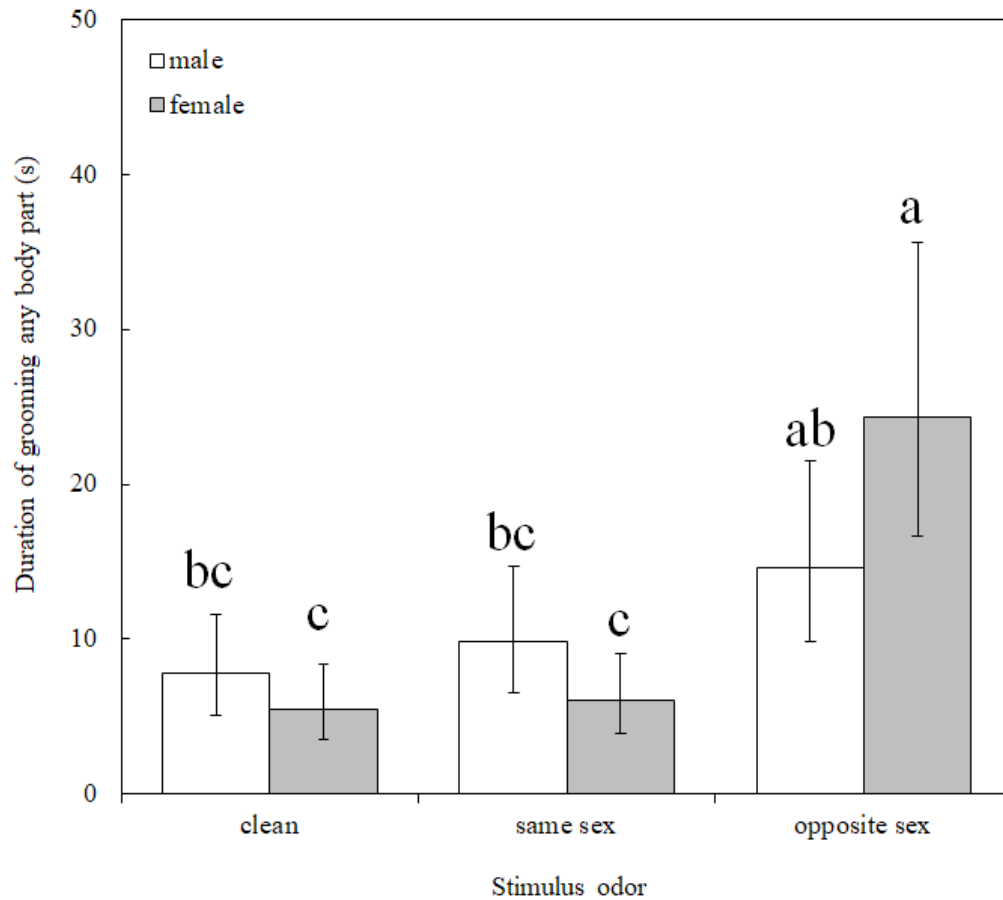 50
40
30
20
10
0
Duration of grooming any body part (s)
male
female
bc
c
bc
c
ab
a
clean
same sex
opposite sex
Stimulus odor